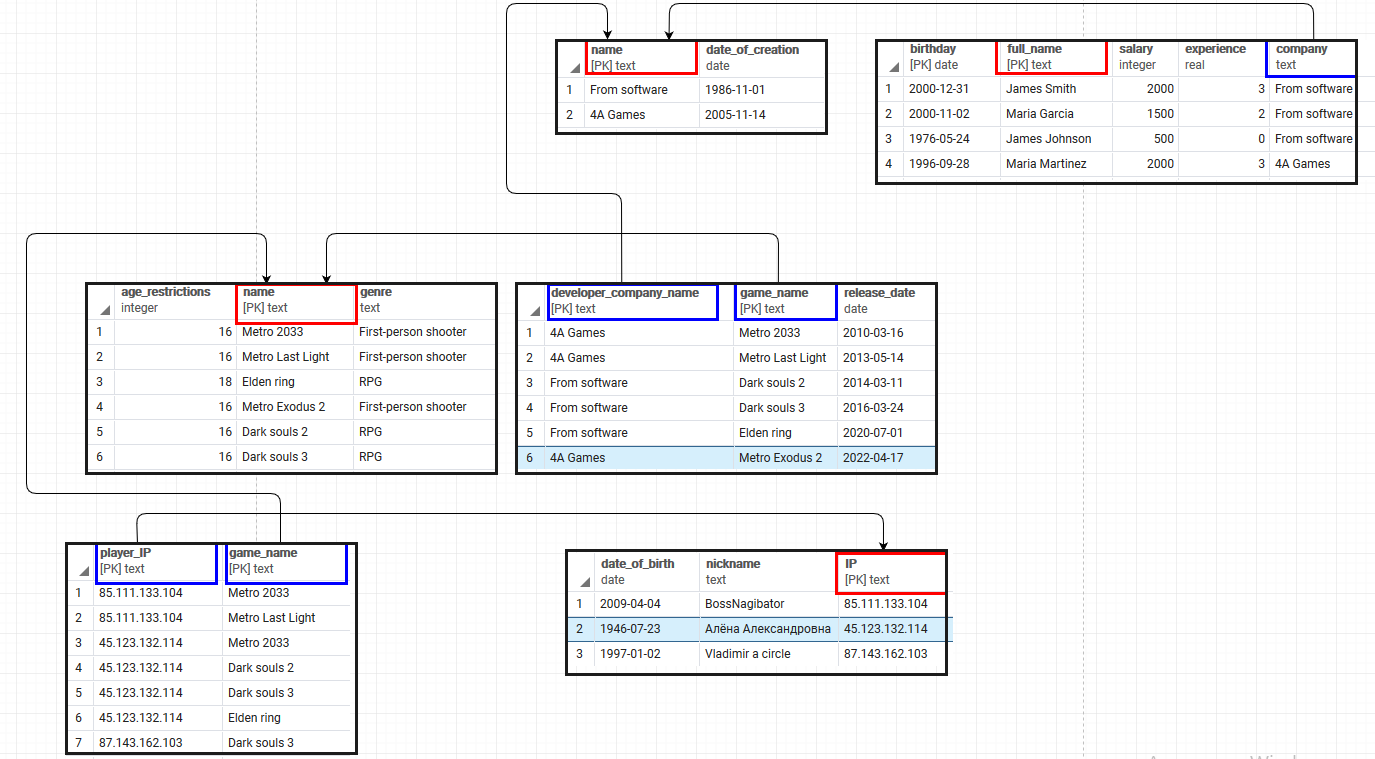 name date_of_creation
[PK] text date
1 From software 1986-11-01
2 4A Games 2005-11-14
birthday full_name salary experience company
[PK] date [PK] text integer real text
1 2000-12-31 James Smith 2000 3 From software
2 2000-11-02 Maria Garcia 1500 2 From software
3 1976-05-24 James Johnson 500 0 From software
4 1996-09-28 Maria Martinez 2000 3 4A Games
age_restrictions name genre
integer [PK] text text
1 16 Metro 2033 First-person shooter
2 16 Metro Last Light First-person shooter
3 18 Elden ring RPG
4 16 Metro Exodus 2 First-person shooter
5 16 Dark souls 2 RPG
6 16 Dark souls 3 RPG
developer_company_name game_name release_date
[PK] text [PK] text date
1 4A Games Metro 2033 2010-03-16
2 4A Games Metro Last Light 2013-05-14
3 From software Dark souls 2 2014-03-11
4 From software Dark souls 3 2016-03-24
5 From software Elden ring 2020-07-01
6 4A Games Metro Exodus 2 2022-04-17
player_IP game_name
[PK] text [PK] text
1 85.111.133.104 Metro 2033
2 85.111.133.104 Metro Last Light
3 45.123.132.114 Metro 2033
4 45.123.132.114 Dark souls 2
5 45.123.132.114 Dark souls 3
6 45.123.132.114 Elden ring
7 87.143.162.103 Dark souls 3
date_of_birth nickname IP
date text [PK] text
1 2009-04-04 BossNagibator 85.111.133.104
2 1946-07-23 Алёна Александровна 45.123.132.114
3 1997-01-02 Vladimir a circle 87.143.162.103